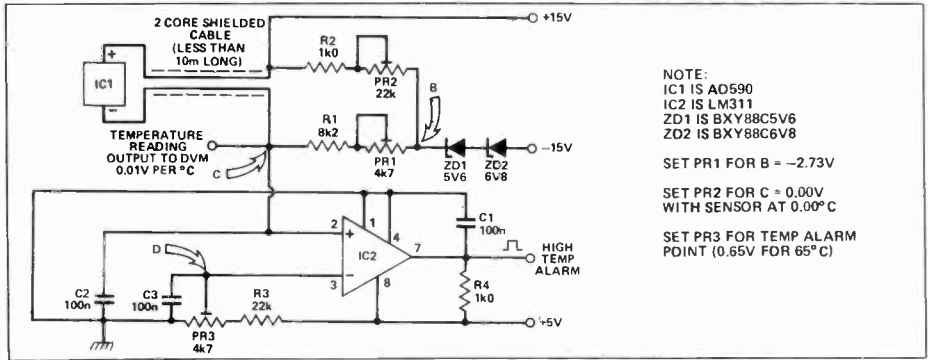 2 CORE SHIELDED
CABLE
(LESS THAN
10m LONG)
+
IC1
−
R2
1k0
PR2
22k
+15V
B
TEMPERATURE
READING
OUTPUT TO DVM
0.01V PER °C
C
R1
8k2
PR1
4k7
ZD1
5V6
ZD2
6V8
−15V
D
2
+
3
−
1
4
IC2
7
8
C1
100n
HIGH
TEMP
ALARM
R4
1k0
C2
100n
C3
100n
R3
22k
PR3
4k7
+5V
NOTE:
IC1 IS AD590
IC2 IS LM311
ZD1 IS BXY88C5V6
ZD2 IS BXY88C6V8
SET PR1 FOR B = −2.73V
SET PR2 FOR C = 0.00V
WITH SENSOR AT 0.00°C
SET PR3 FOR TEMP ALARM
POINT (0.65V FOR 65°C)